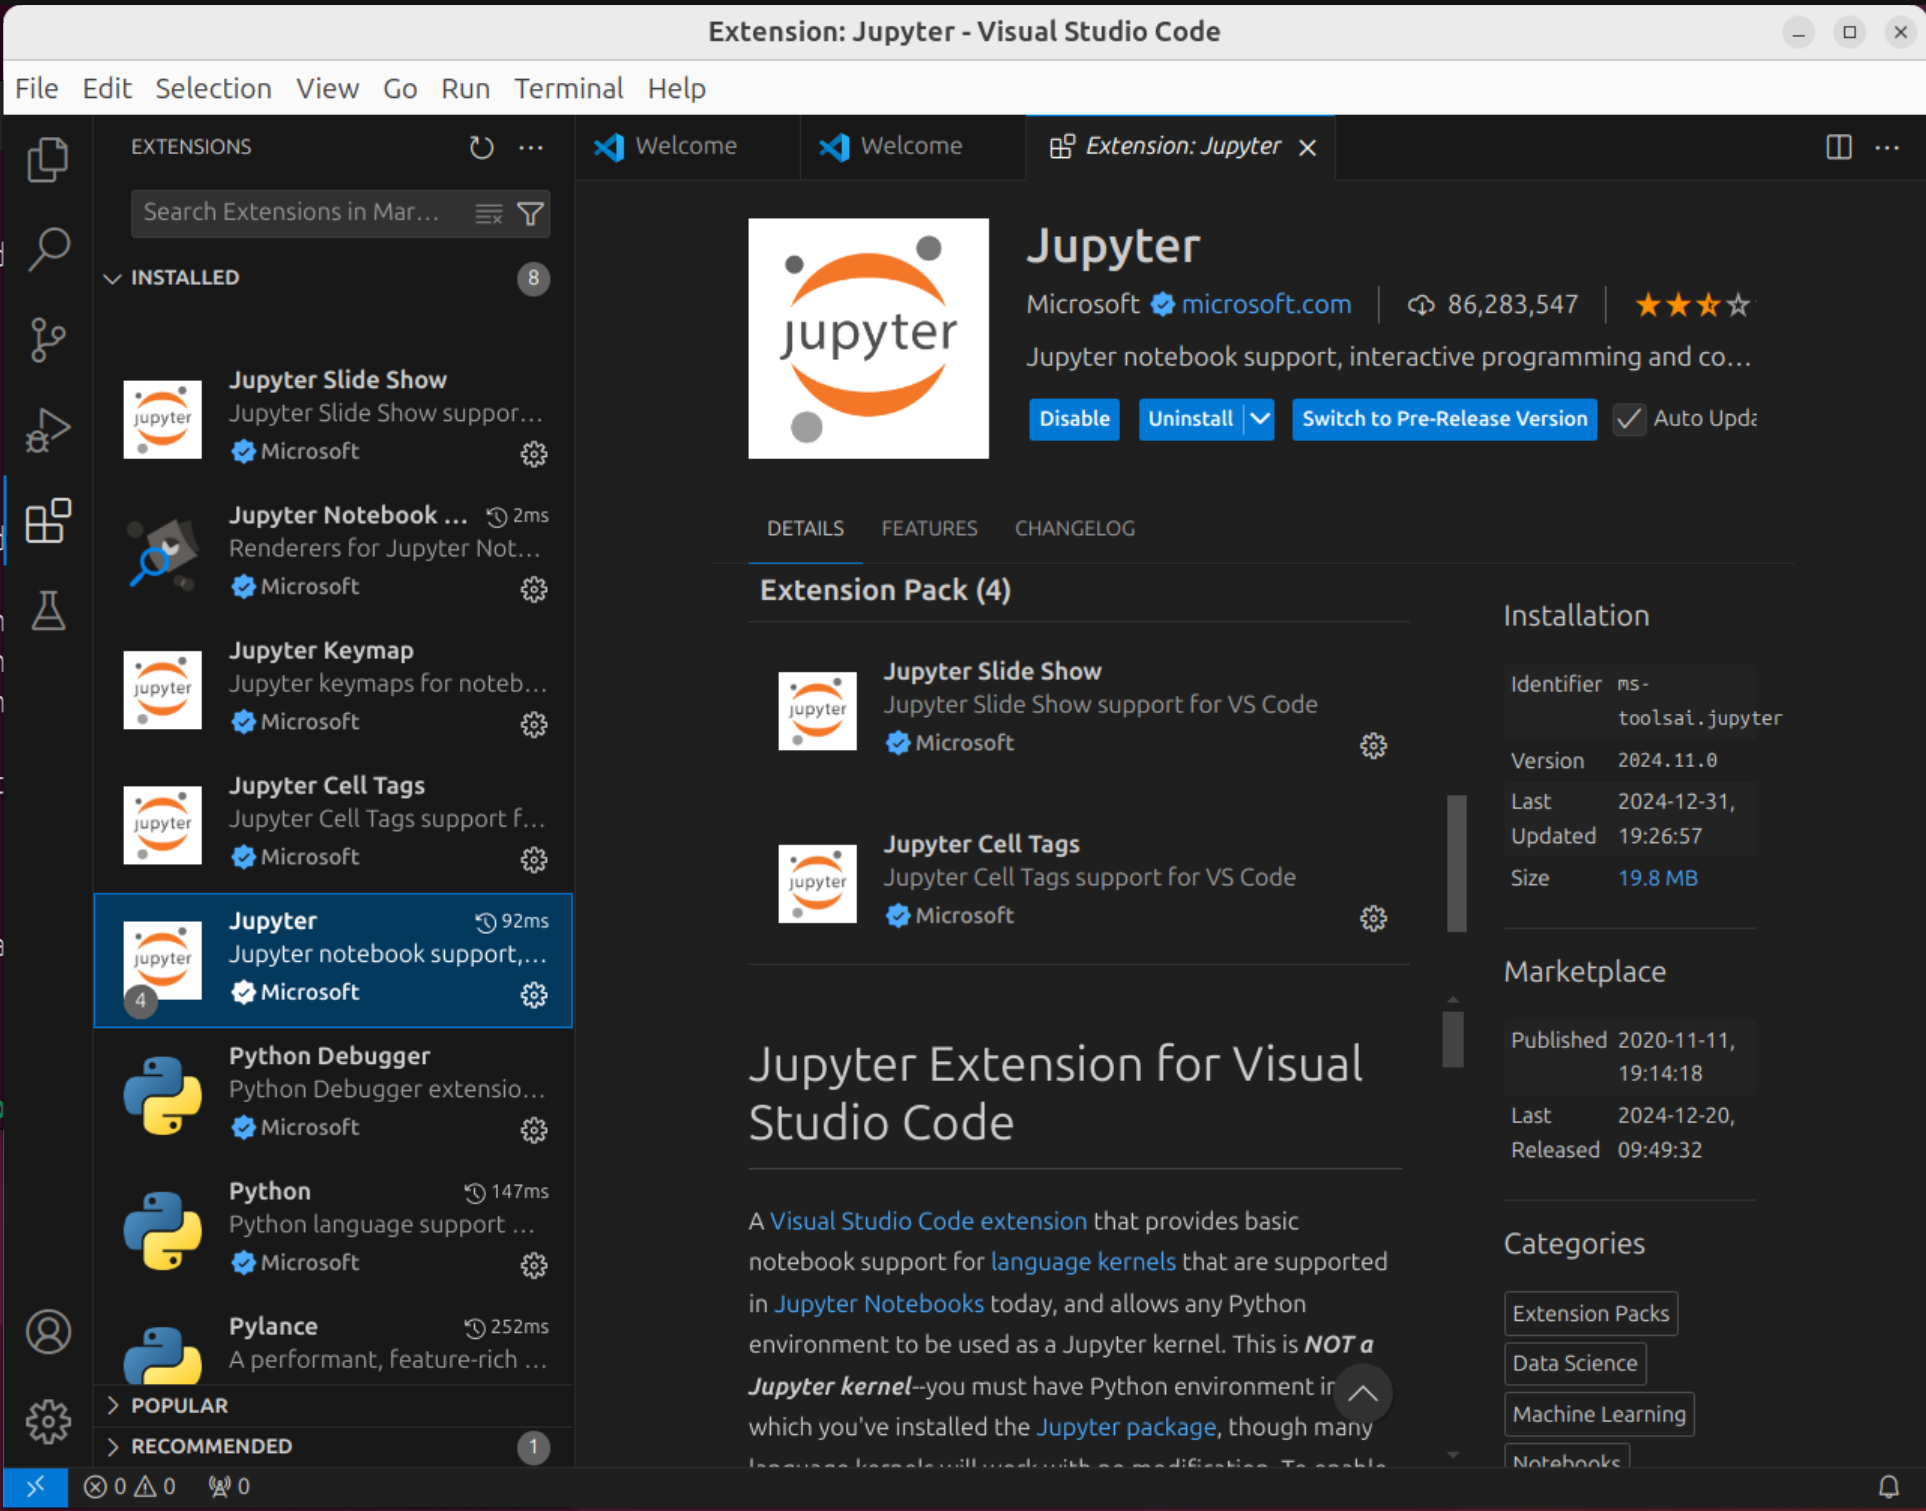 Extension: Jupyter - Visual Studio Code
File Edit Selection View Go Run Terminal Help
EXTENSIONS
Search Extensions in Mar...
INSTALLED 8
Jupyter Slide Show
Jupyter Slide Show suppor...
Microsoft
Jupyter Notebook ... 2ms
Renderers for Jupyter Not...
Microsoft
Jupyter Keymap
Jupyter keymaps for noteb...
Microsoft
Jupyter Cell Tags
Jupyter Cell Tags support f...
Microsoft
Jupyter 92ms
Jupyter notebook support,...
Microsoft
4
Python Debugger
Python Debugger extensio...
Microsoft
Python 147ms
Python language support ...
Microsoft
Pylance 252ms
A performant, feature-rich ...
POPULAR
RECOMMENDED 1
Welcome Welcome Extension: Jupyter
jupyter
Jupyter
Microsoft microsoft.com 86,283,547
Jupyter notebook support, interactive programming and co...
Disable Uninstall Switch to Pre-Release Version Auto Upda
DETAILS FEATURES CHANGELOG
Extension Pack (4)
Jupyter Slide Show
Jupyter Slide Show support for VS Code
Microsoft
Jupyter Cell Tags
Jupyter Cell Tags support for VS Code
Microsoft
Jupyter Extension for Visual
Studio Code
A Visual Studio Code extension that provides basic
notebook support for language kernels that are supported
in Jupyter Notebooks today, and allows any Python
environment to be used as a Jupyter kernel. This is NOT a
Jupyter kernel--you must have Python environment in
which you've installed the Jupyter package, though many
language kernels will work with no modification. To enable
Installation
Identifier ms-
toolsai.jupyter
Version 2024.11.0
Last 2024-12-31,
Updated 19:26:57
Size 19.8 MB
Marketplace
Published 2020-11-11,
19:14:18
Last 2024-12-20,
Released 09:49:32
Categories
Extension Packs
Data Science
Machine Learning
Notebooks
0 0 0